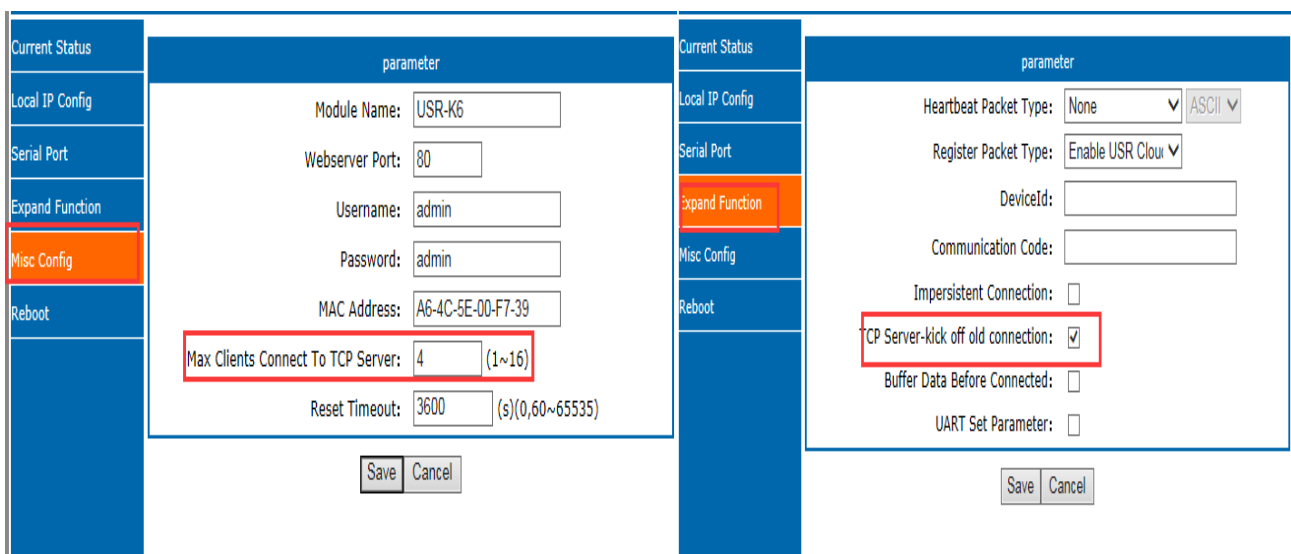 Current Status
Local IP Config
Serial Port
Expand Function
Misc Config
Reboot
parameter
Module Name: USR-K6
Webserver Port: 80
Username: admin
Password: admin
MAC Address: A6-4C-5E-00-F7-39
Max Clients Connect To TCP Server: 4 (1~16)
Reset Timeout: 3600 (s)(0,60~65535)
Save Cancel
Current Status
Local IP Config
Serial Port
Expand Function
Misc Config
Reboot
parameter
Heartbeat Packet Type: None ASCII
Register Packet Type: Enable USR Clou
DeviceId:
Communication Code:
Impersistent Connection:
TCP Server-kick off old connection:
Buffer Data Before Connected:
UART Set Parameter:
Save Cancel